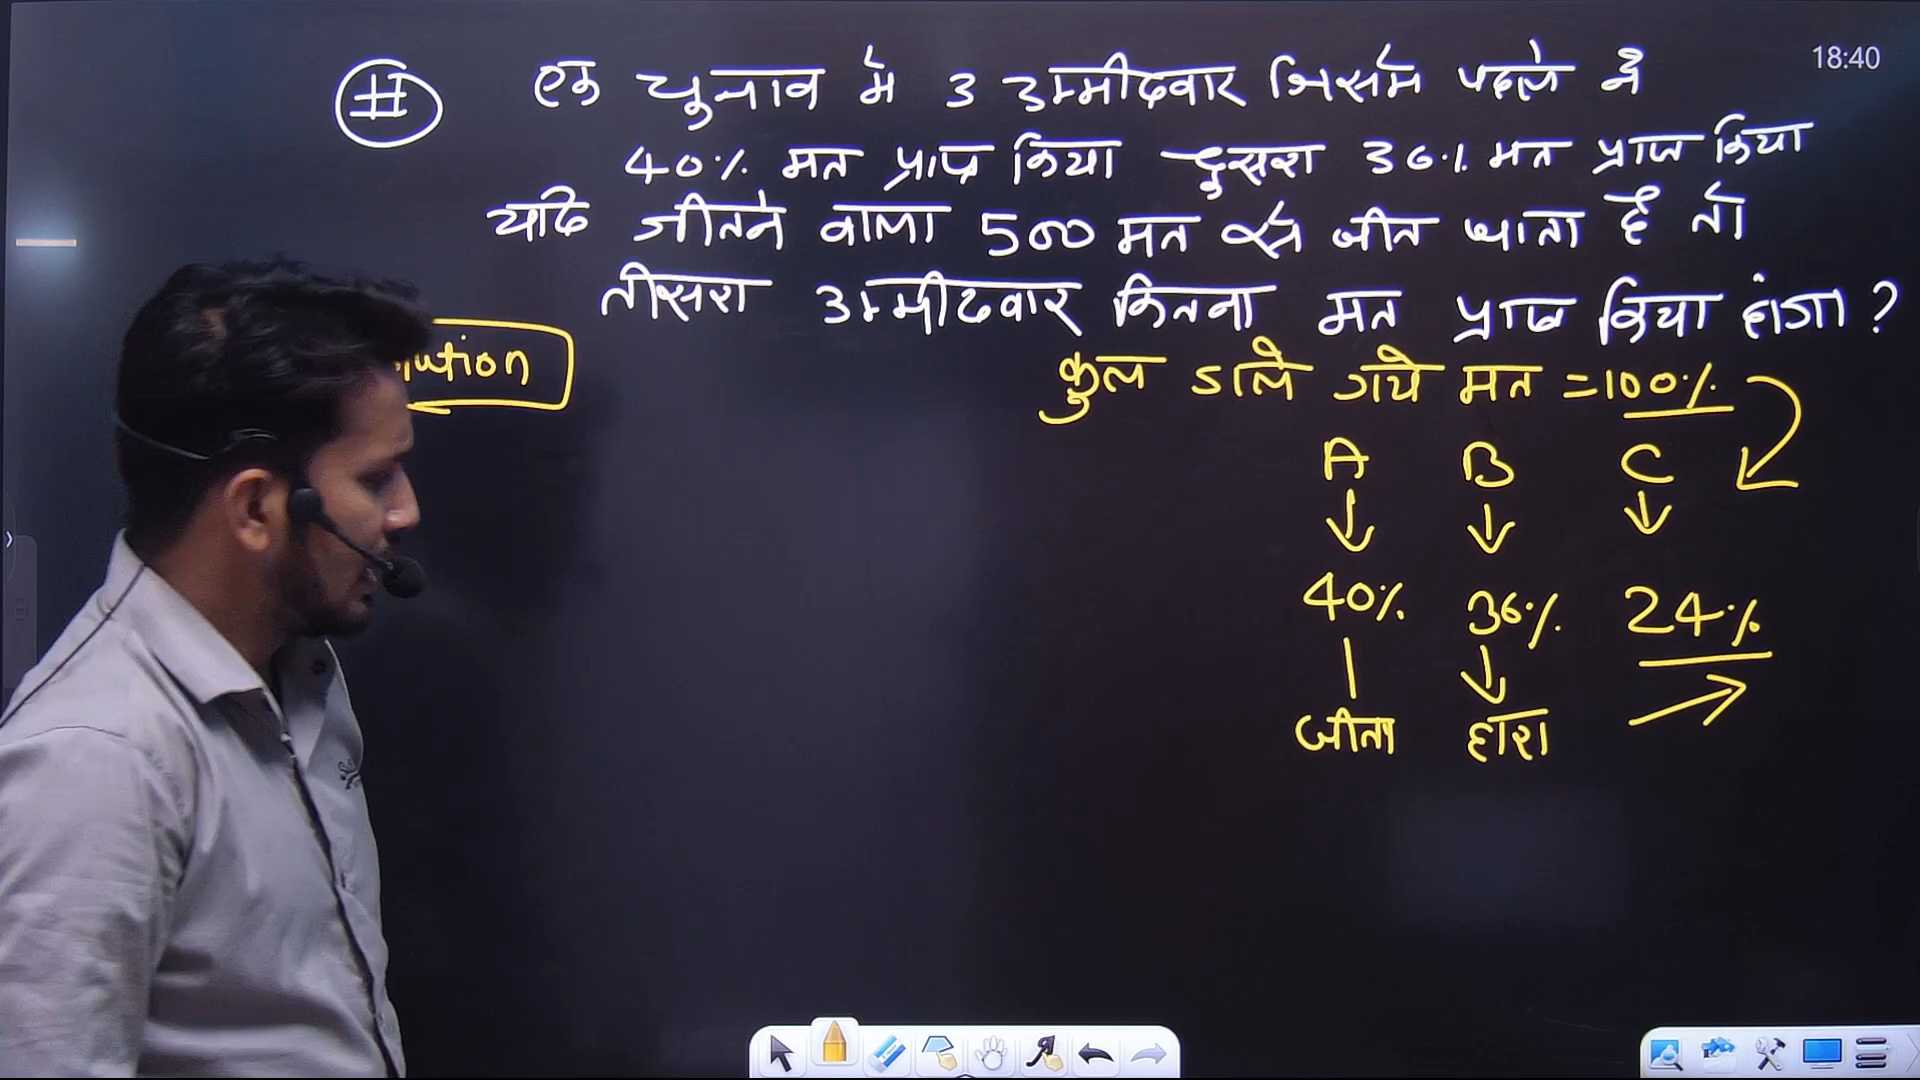 18:40
# एक चुनाव में 3 उम्मीदवार जिसमें पहले ने
40% मत प्राप्त किया दुसरा 36% मत प्राप्त किया
यदि जीतने वाला 500 मत से जीत जाता है तो
तीसरा उम्मीदवार कितना मत प्राप्त किया होगा ?
lution
कुल डाले गये मत = 100%
A B C
40% 36% 24%
जीता हारा